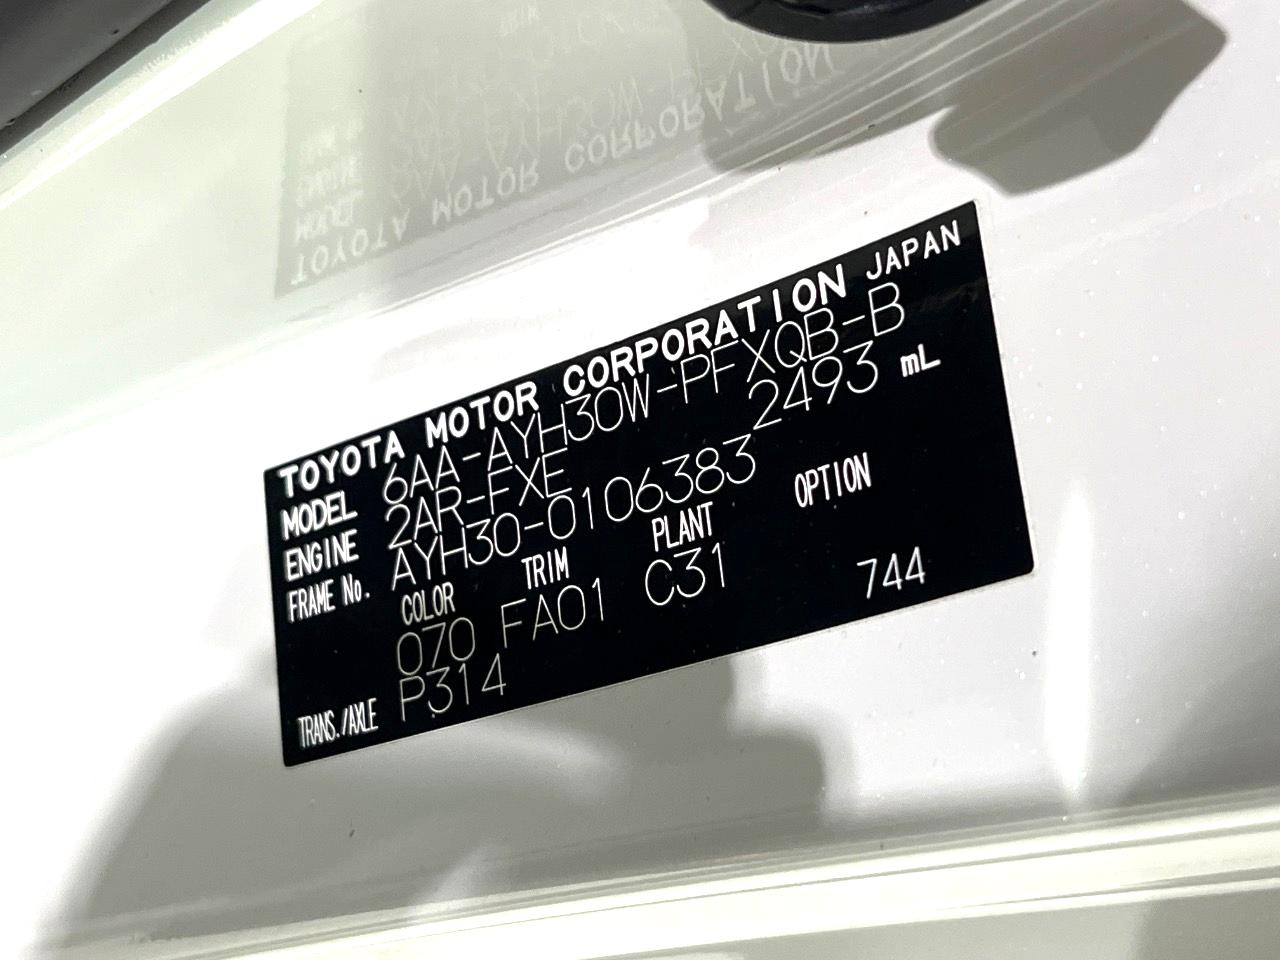 TOYOTA MOTOR CORPORATION JAPAN
MODEL 6AA-AYH30W-PFXQB-B
ENGINE 2AR-FXE 2493 mL
FRAME No. AYH30-0106383
COLOR TRIM PLANT OPTION
070 FA01 C31 744
TRANS./AXLE P314